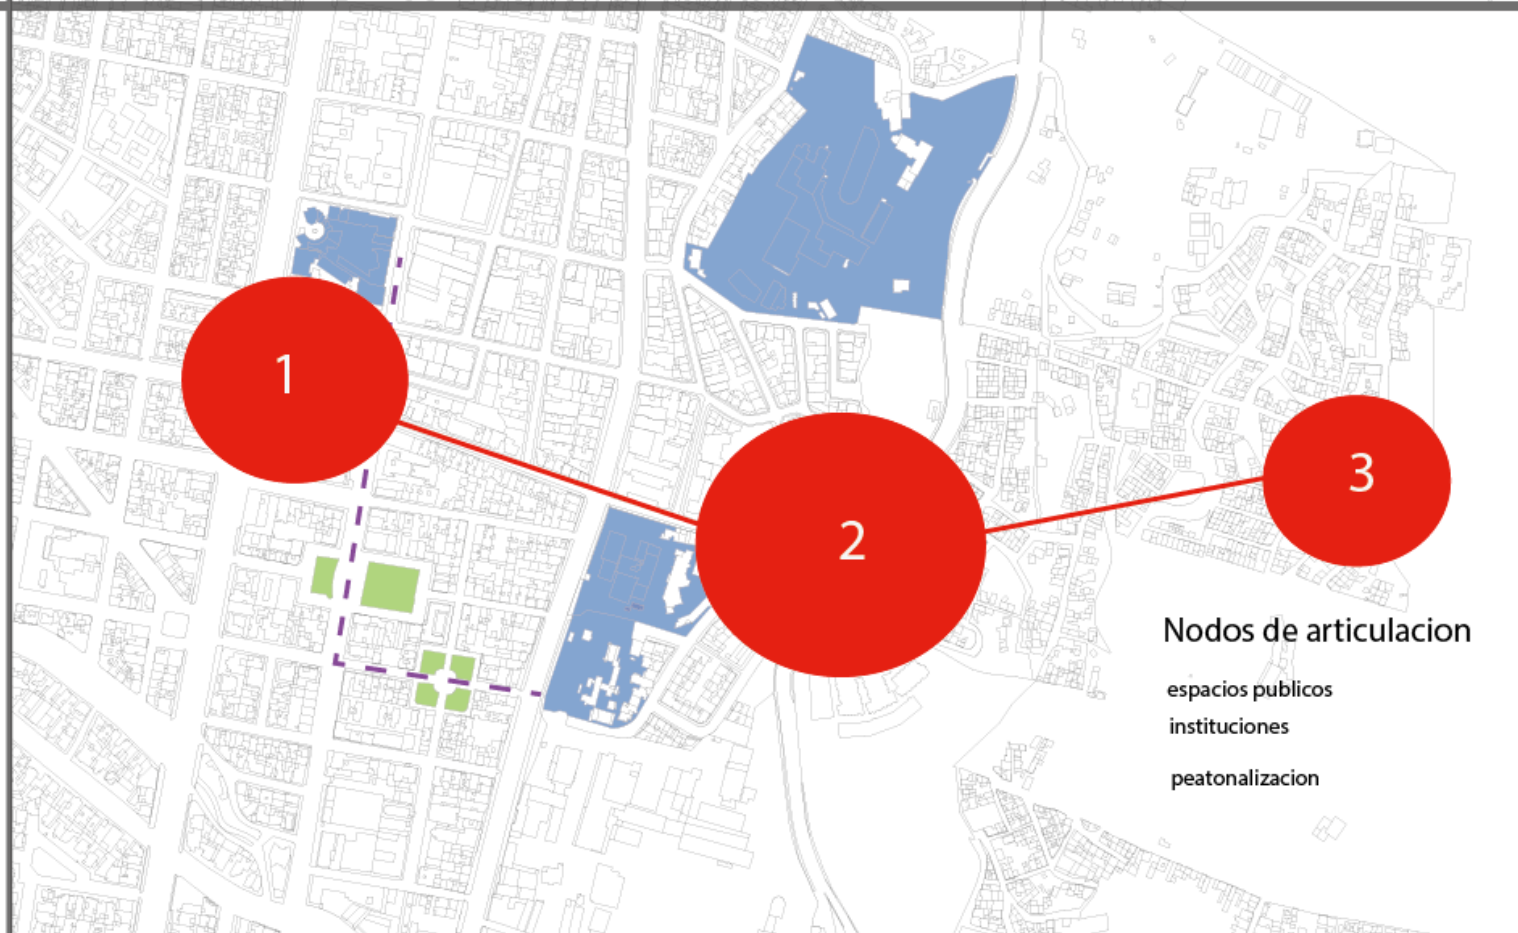 1
2
3
Nodos de articulacion
espacios publicos
instituciones
peatonalizacion